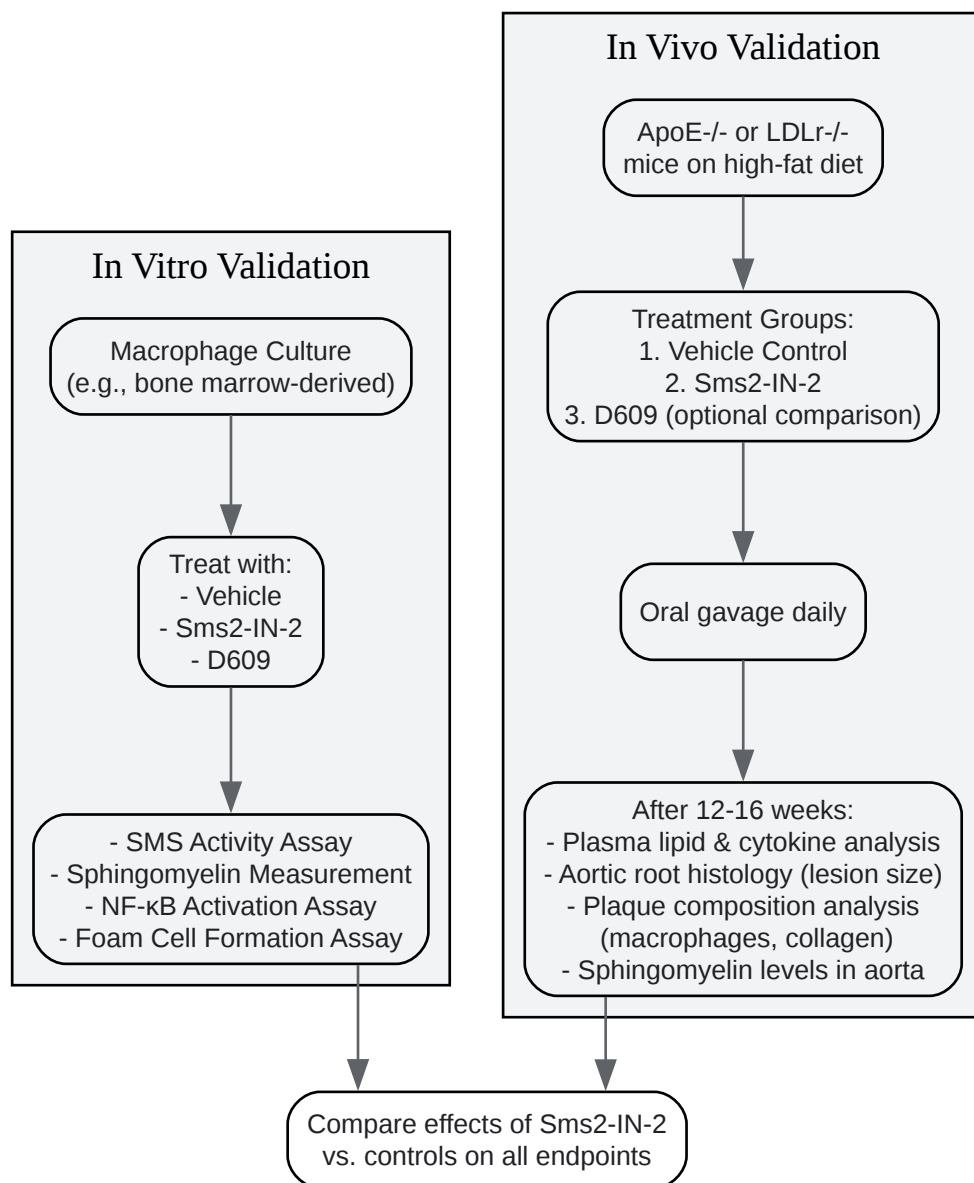 In Vitro Validation
Macrophage Culture
(e.g., bone marrow-derived)
Treat with:
- Vehicle
- Sms2-IN-2
- D609
- SMS Activity Assay
- Sphingomyelin Measurement
- NF-κB Activation Assay
- Foam Cell Formation Assay
In Vivo Validation
ApoE-/- or LDLr-/-
mice on high-fat diet
Treatment Groups:
1. Vehicle Control
2. Sms2-IN-2
3. D609 (optional comparison)
Oral gavage daily
After 12-16 weeks:
- Plasma lipid & cytokine analysis
- Aortic root histology (lesion size)
- Plaque composition analysis
(macrophages, collagen)
- Sphingomyelin levels in aorta
Compare effects of Sms2-IN-2
vs. controls on all endpoints